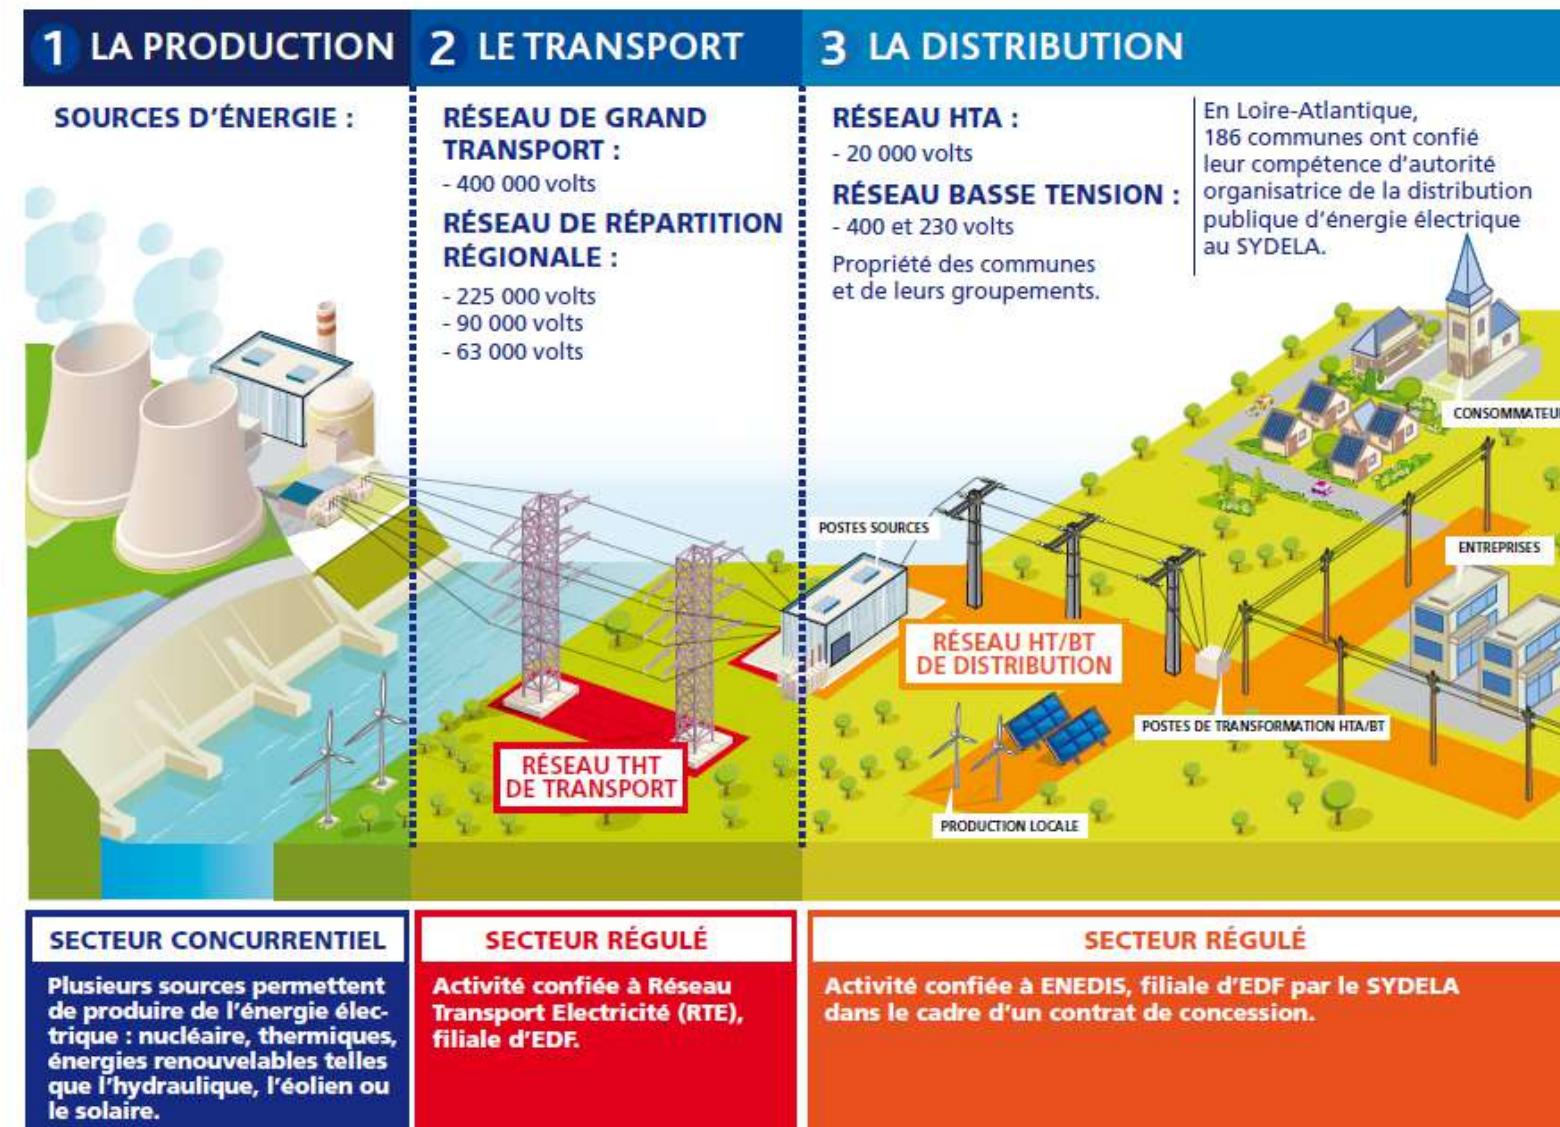 1 LA PRODUCTION
SOURCES D'ÉNERGIE :
2 LE TRANSPORT
RÉSEAU DE GRAND
TRANSPORT :
- 400 000 volts
RÉSEAU DE RÉPARTITION
RÉGIONALE :
- 225 000 volts
- 90 000 volts
- 63 000 volts
3 LA DISTRIBUTION
RÉSEAU HTA :
- 20 000 volts
RÉSEAU BASSE TENSION :
- 400 et 230 volts
Propriété des communes
et de leurs groupements.
En Loire-Atlantique,
186 communes ont confié
leur compétence d'autorité
organisatrice de la distribution
publique d'énergie électrique
au SYDELA.
CONSOMMATEU
POSTES SOURCES
ENTREPRISES
RÉSEAU HT/BT
DE DISTRIBUTION
POSTES DE TRANSFORMATION HTA/BT
RÉSEAU THT
DE TRANSPORT
PRODUCTION LOCALE
SECTEUR CONCURRENTIEL
Plusieurs sources permettent
de produire de l'énergie élec-
trique : nucléaire, thermiques,
énergies renouvelables telles
que l'hydraulique, l'éolien ou
le solaire.
SECTEUR RÉGULÉ
Activité confiée à Réseau
Transport Electricité (RTE),
filiale d'EDF.
SECTEUR RÉGULÉ
Activité confiée à ENEDIS, filiale d'EDF par le SYDELA
dans le cadre d'un contrat de concession.